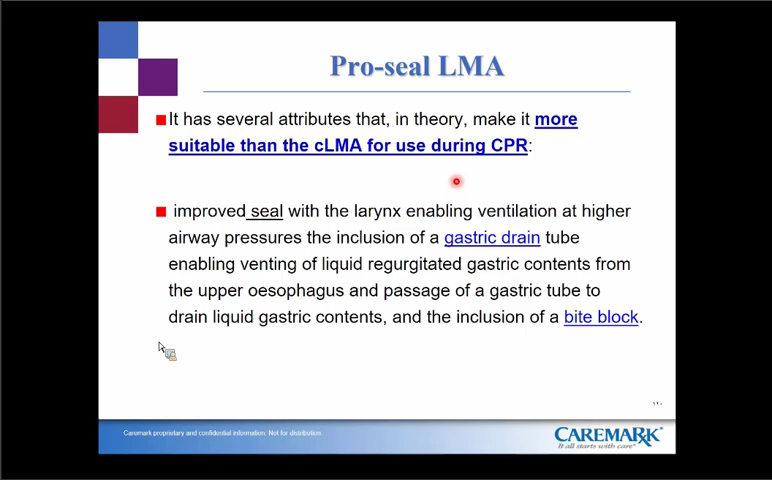 Pro-seal LMA
It has several attributes that, in theory, make it more
suitable than the cLMA for use during CPR:
improved seal with the larynx enabling ventilation at higher
airway pressures the inclusion of a gastric drain tube
enabling venting of liquid regurgitated gastric contents from
the upper oesophagus and passage of a gastric tube to
drain liquid gastric contents, and the inclusion of a bite block.
Caremark proprietary and confidential information. Not for distribution.
CAREMARK®
It all starts with care